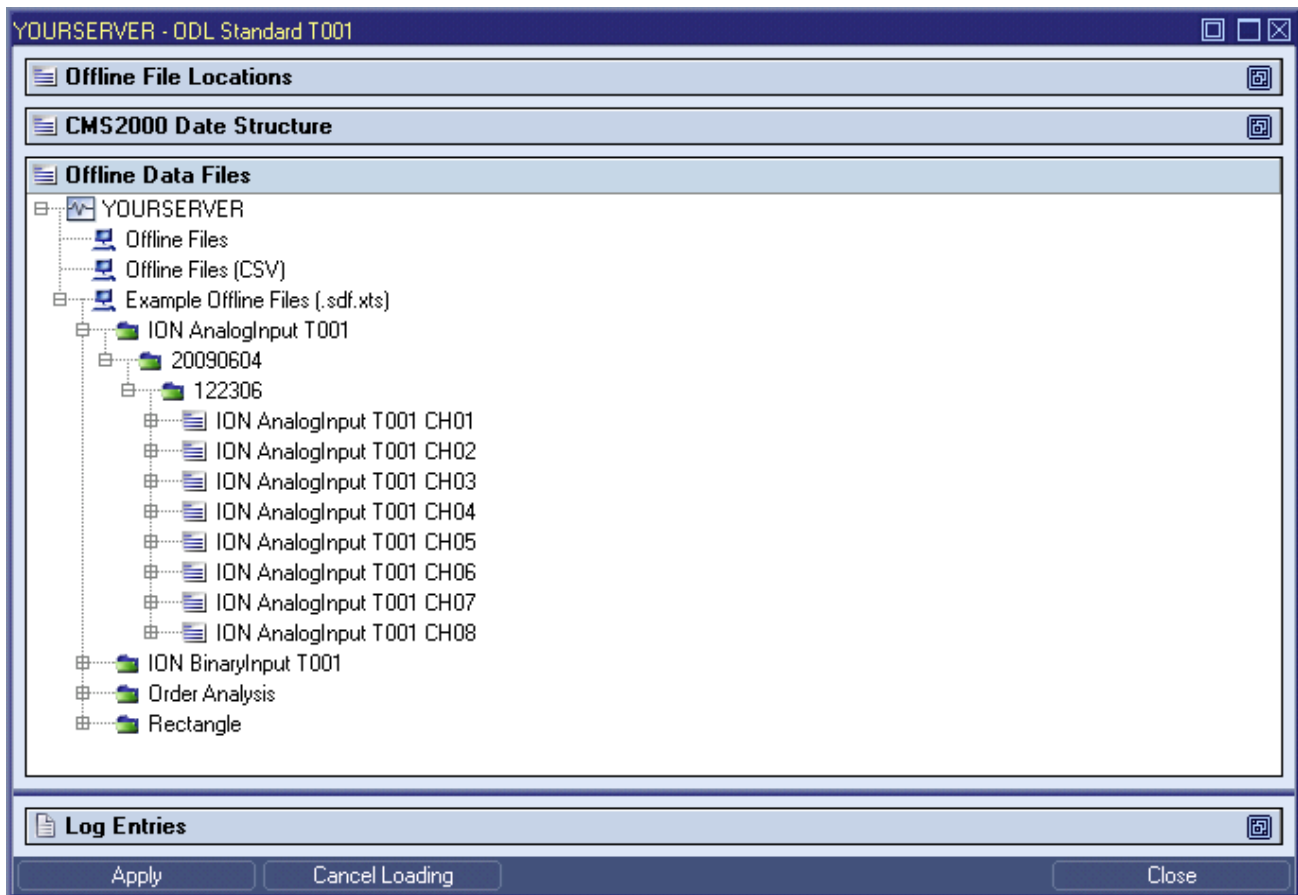 YOURSERVER - ODL Standard T001
Offline File Locations
CMS2000 Date Structure
Offline Data Files
YOURSERVER
Offline Files
Offline Files (CSV)
Example Offline Files (.sdf.xts)
ION AnalogInput T001
20090604
122306
ION AnalogInput T001 CH01
ION AnalogInput T001 CH02
ION AnalogInput T001 CH03
ION AnalogInput T001 CH04
ION AnalogInput T001 CH05
ION AnalogInput T001 CH06
ION AnalogInput T001 CH07
ION AnalogInput T001 CH08
ION BinaryInput T001
Order Analysis
Rectangle
Log Entries
Apply Cancel Loading Close